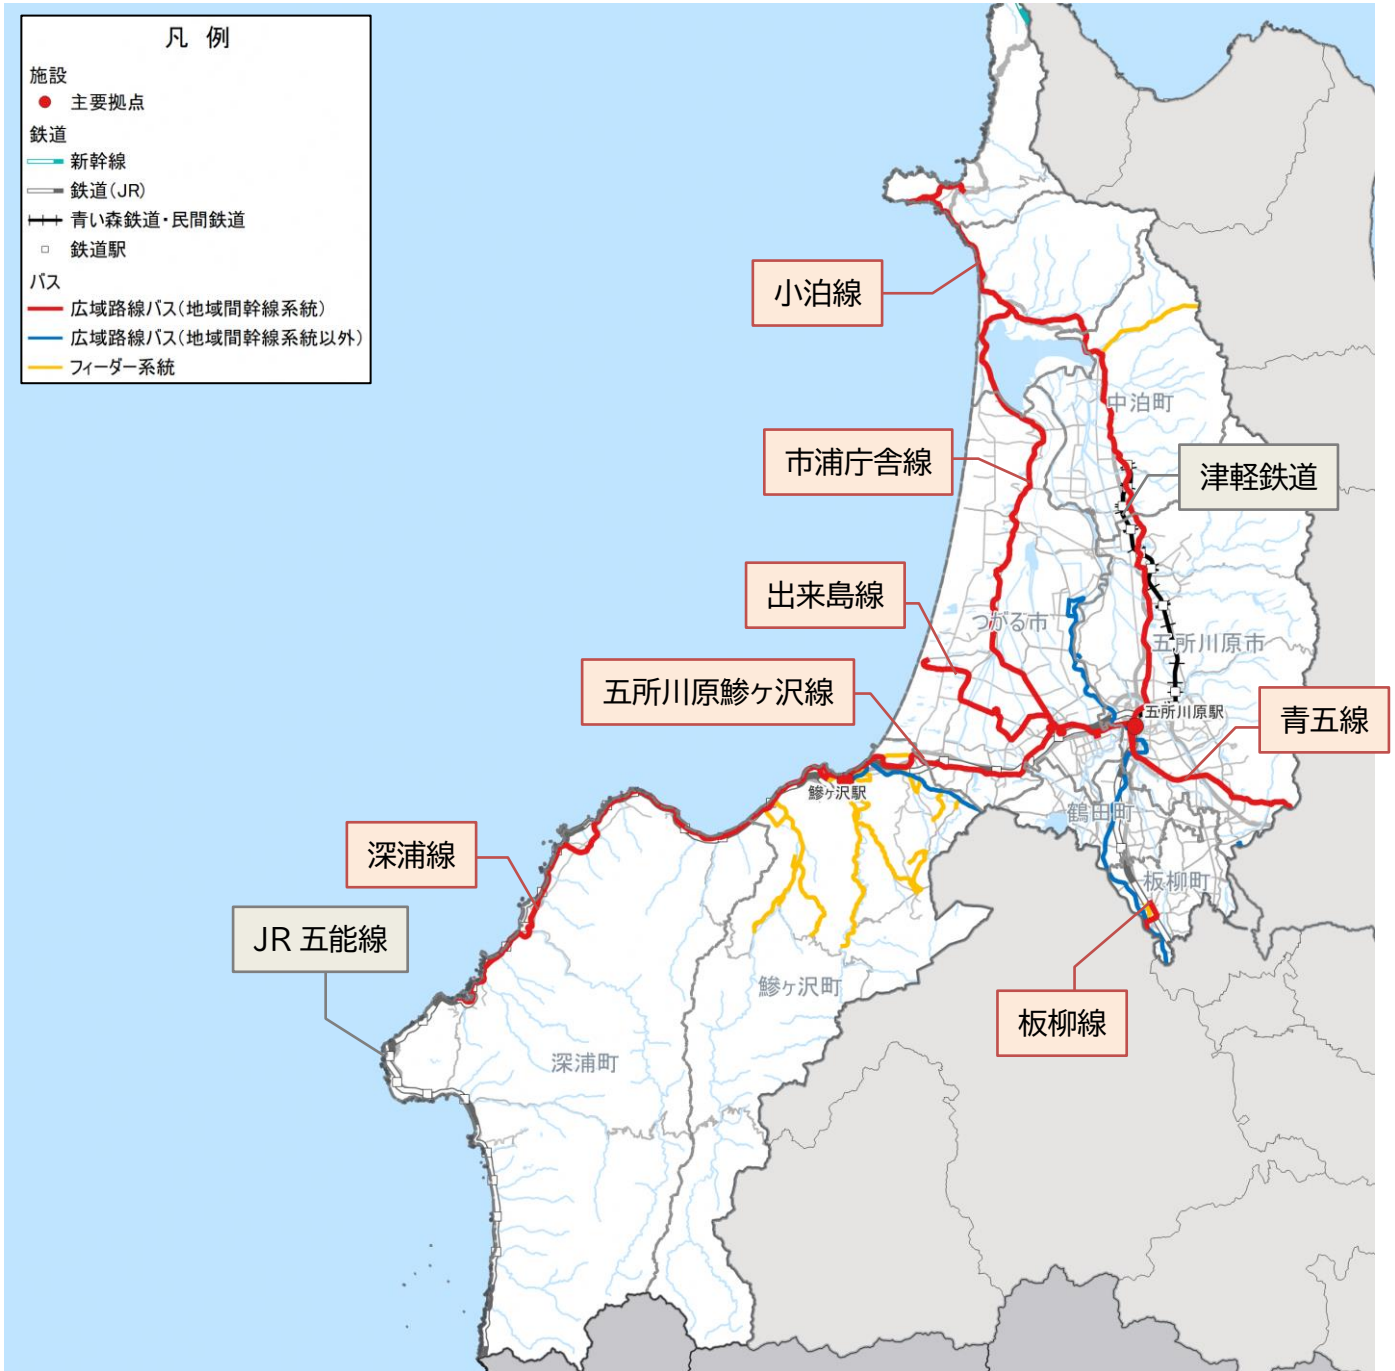 凡 例
施設
主要拠点
鉄道
新幹線
鉄道(JR)
青い森鉄道・民間鉄道
鉄道駅
バス
広域路線バス(地域間幹線系統)
広域路線バス(地域間幹線系統以外)
フィーダー系統
小泊線
中泊町
市浦庁舎線
津軽鉄道
出来島線
つがる市
五所川原市
五所川原鰺ヶ沢線
五所川原駅
青五線
鰺ヶ沢駅
鶴田町
深浦線
板柳町
JR 五能線
鰺ヶ沢町
板柳線
深浦町